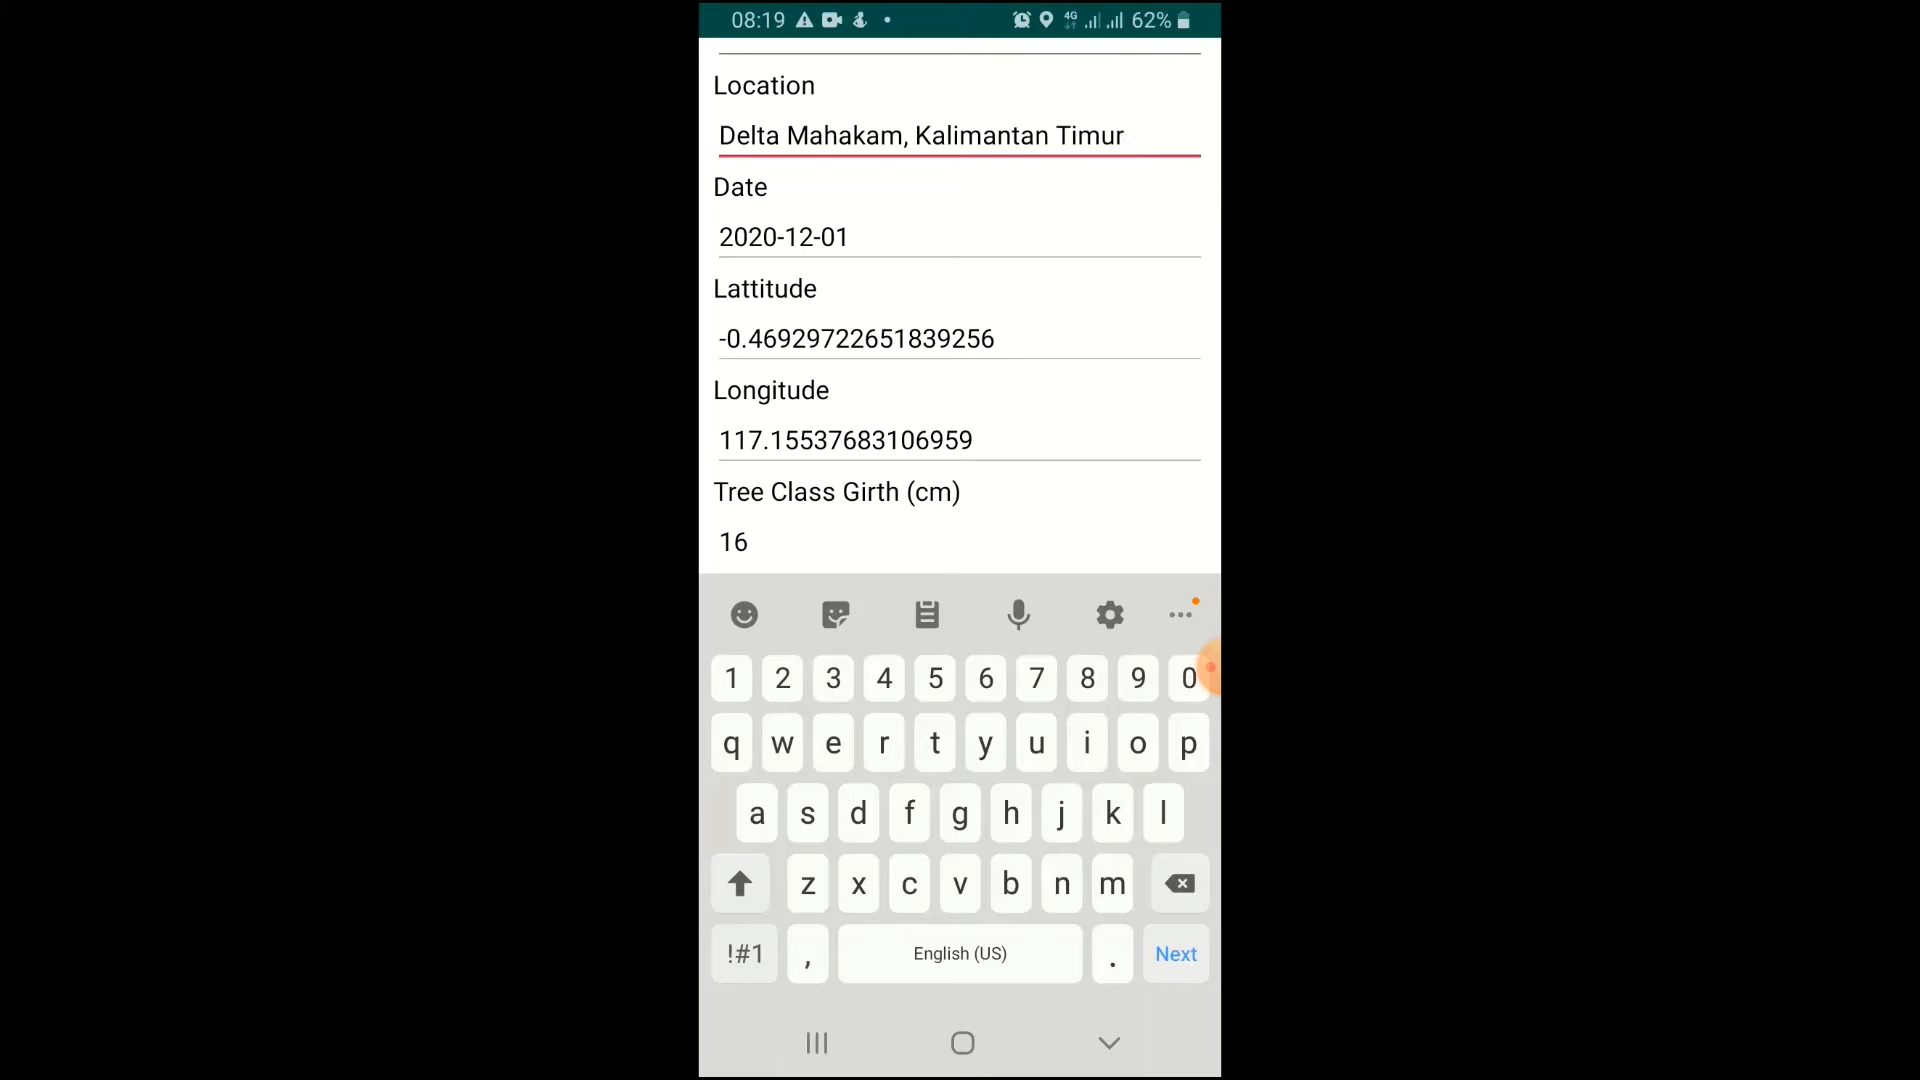 08:19 4G 62%
Location
Delta Mahakam, Kalimantan Timur
Date
2020-12-01
Lattitude
-0.46929722651839256
Longitude
117.15537683106959
Tree Class Girth (cm)
16
1 2 3 4 5 6 7 8 9 0
q w e r t y u i o p
a s d f g h j k l
z x c v b n m
!#1 , English (US) . Next